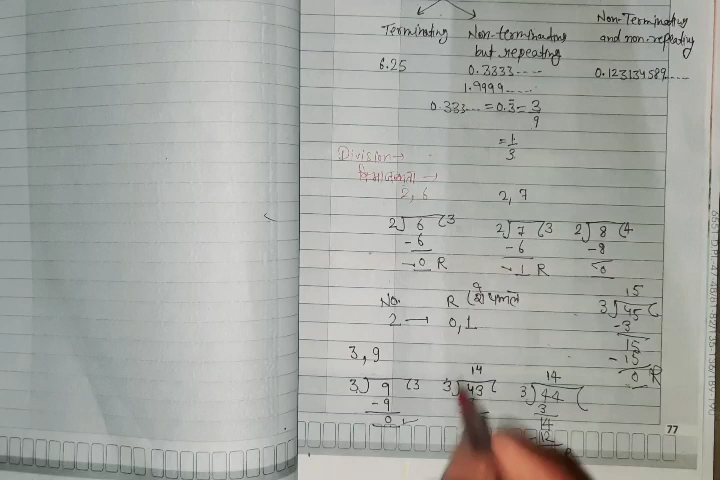 Terminating Non-terminating but repeating Non-Terminating and non-repeating
6.25 0.3333---- 0.123134589----
1.9999----
0.333... = 0.3̄ = 3/9
= 1/3
Division→
विभाजनता →
2, 6 2, 7
2) 6 (3 2) 7 (3 2) 8 (4
-6 -6 -8
→0 R →1 R 0
No. R
2 → 0, 1
15
3) 45 (
-3
15
-15
0 R
3, 9
14 14
3) 9 (3 3) 43 ( 3) 44 (
-9 3
0 14
12
77